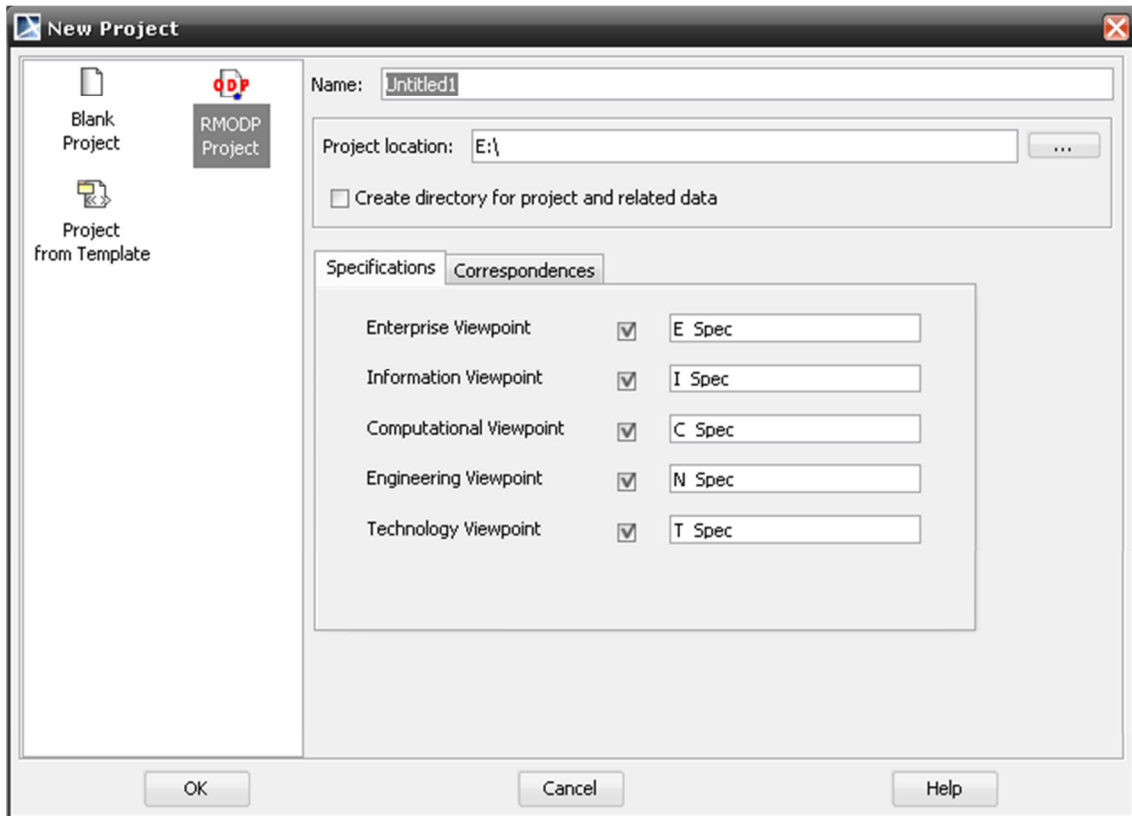 New Project
Blank
Project
ODP
RMODP
Project
Project
from Template
Name: Untitled1
Project location: E:\ ...
Create directory for project and related data
Specifications Correspondences
Enterprise Viewpoint E Spec
Information Viewpoint I Spec
Computational Viewpoint C Spec
Engineering Viewpoint N Spec
Technology Viewpoint T Spec
OK Cancel Help